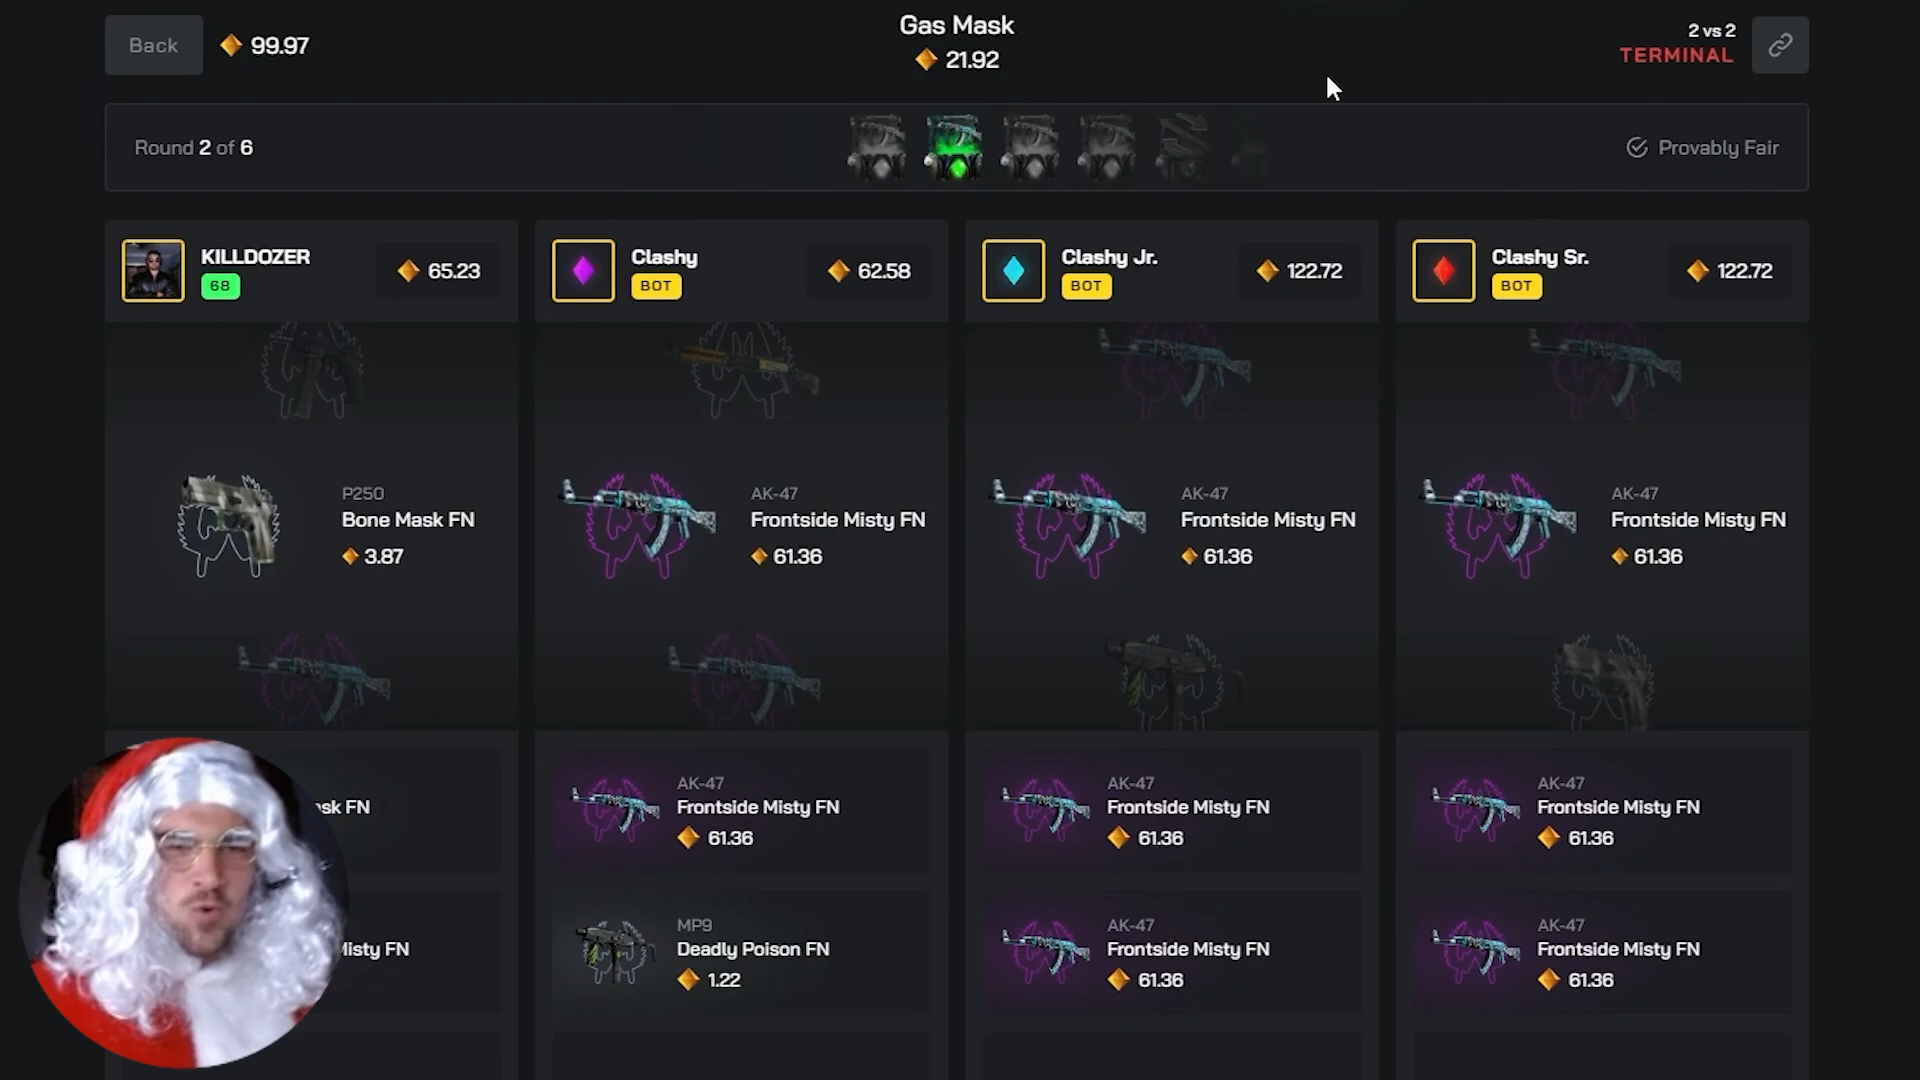 Back
99.97
Gas Mask
21.92
2 vs 2
TERMINAL
Round 2 of 6
Provably Fair
KILLDOZER
68
65.23
Clashy
BOT
62.58
Clashy Jr.
BOT
122.72
Clashy Sr.
BOT
122.72
P250
Bone Mask FN
3.87
AK-47
Frontside Misty FN
61.36
AK-47
Frontside Misty FN
61.36
AK-47
Frontside Misty FN
61.36
FN
AK-47
Frontside Misty FN
61.36
AK-47
Frontside Misty FN
61.36
AK-47
Frontside Misty FN
61.36
Misty FN
MP9
Deadly Poison FN
1.22
AK-47
Frontside Misty FN
61.36
AK-47
Frontside Misty FN
61.36